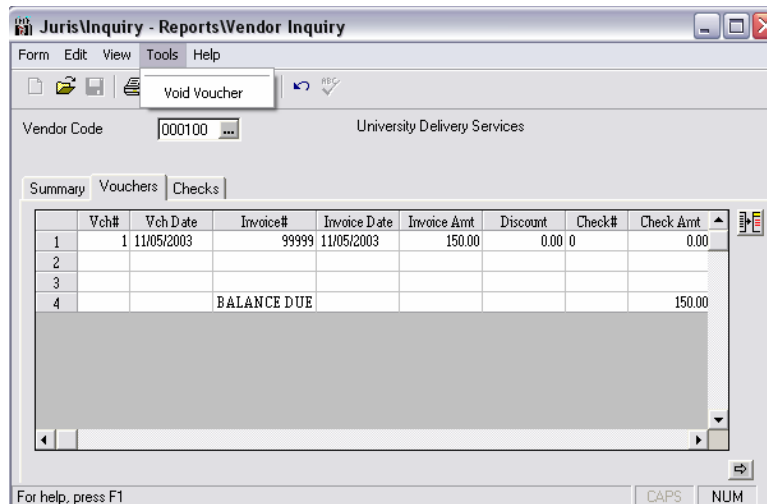 Juris\Inquiry - Reports\Vendor Inquiry
Form Edit View Tools Help
Void Voucher
ABC
Vendor Code 000100 ... University Delivery Services
Summary Vouchers Checks
Vch# Vch Date Invoice# Invoice Date Invoice Amt Discount Check# Check Amt
1 1 11/05/2003 99999 11/05/2003 150.00 0.00 0 0.00
2
3
4 BALANCE DUE 150.00
For help, press F1 CAPS NUM